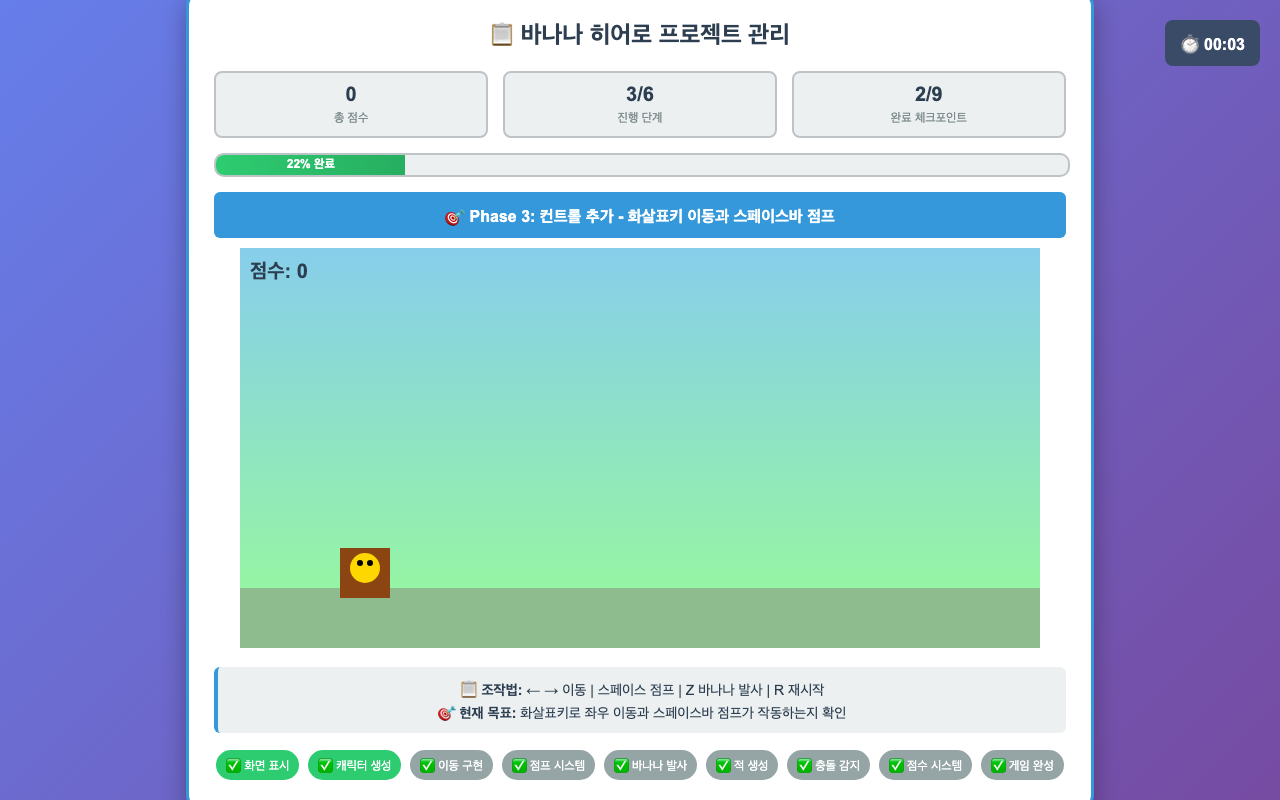 📋 바나나 히어로 프로젝트 관리
⏱️ 00:03
0
총 점수
3/6
진행 단계
2/9
완료 체크포인트
22% 완료
🎯 Phase 3: 컨트롤 추가 - 화살표키 이동과 스페이스바 점프
점수: 0
📋 조작법: ← → 이동 | 스페이스 점프 | Z 바나나 발사 | R 재시작
🎯 현재 목표: 화살표키로 좌우 이동과 스페이스바 점프가 작동하는지 확인
✅ 화면 표시 ✅ 캐릭터 생성 ✅ 이동 구현 ✅ 점프 시스템 ✅ 바나나 발사 ✅ 적 생성 ✅ 충돌 감지 ✅ 점수 시스템 ✅ 게임 완성